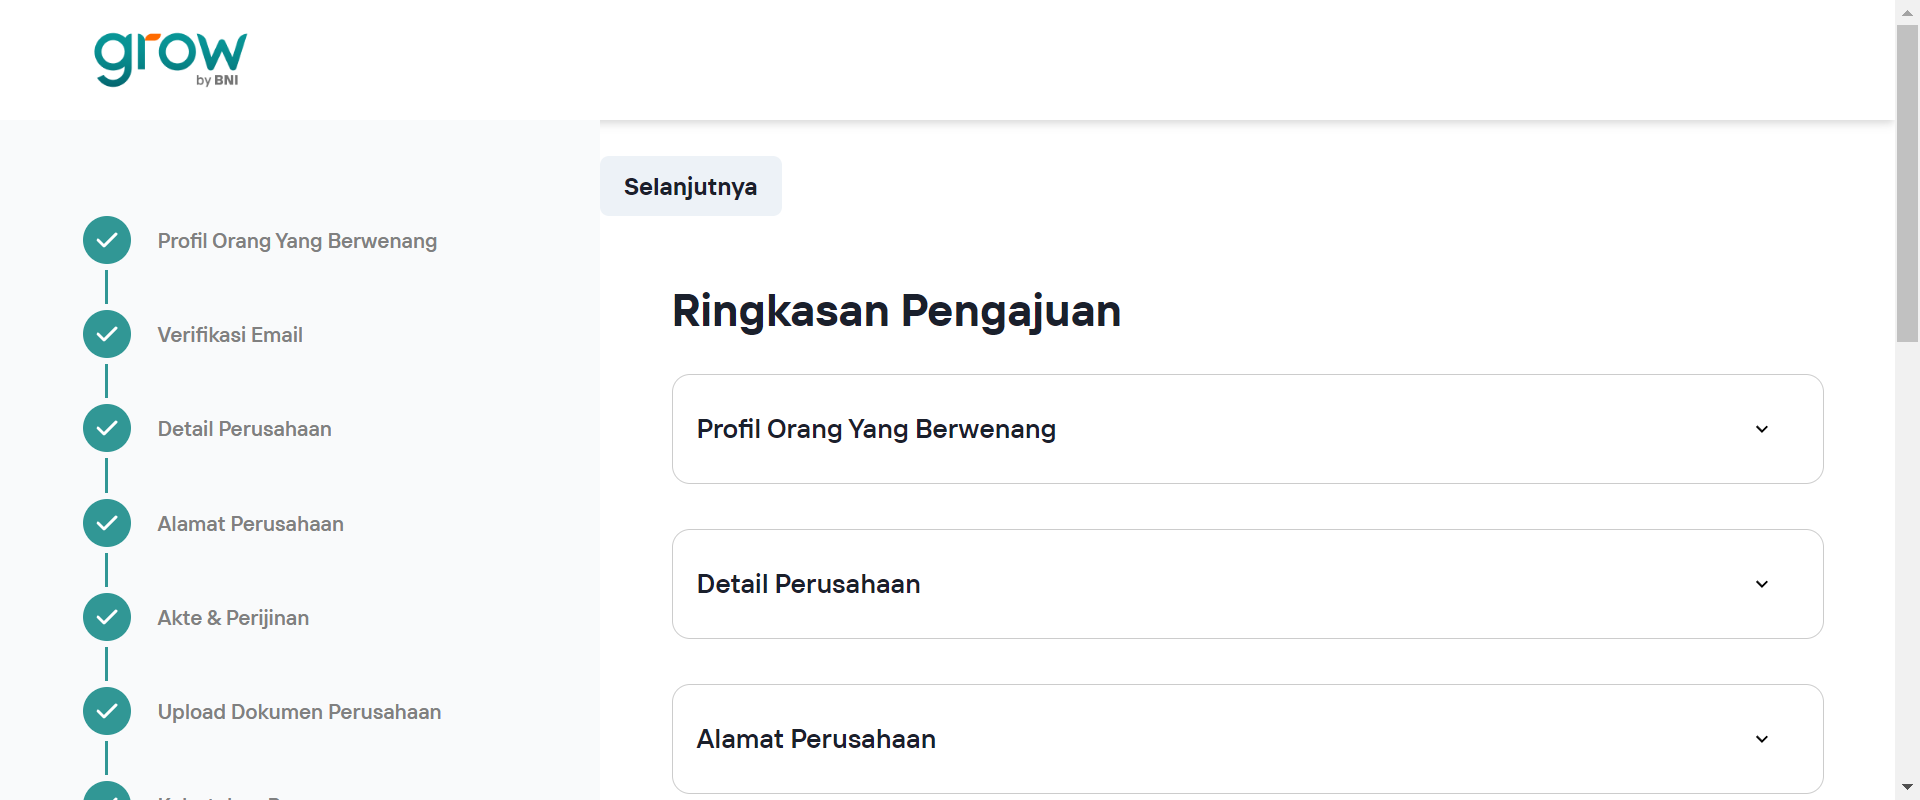 grow
by BNI
Profil Orang Yang Berwenang
Verifikasi Email
Detail Perusahaan
Alamat Perusahaan
Akte & Perijinan
Upload Dokumen Perusahaan
Selanjutnya
Ringkasan Pengajuan
Profil Orang Yang Berwenang
Detail Perusahaan
Alamat Perusahaan